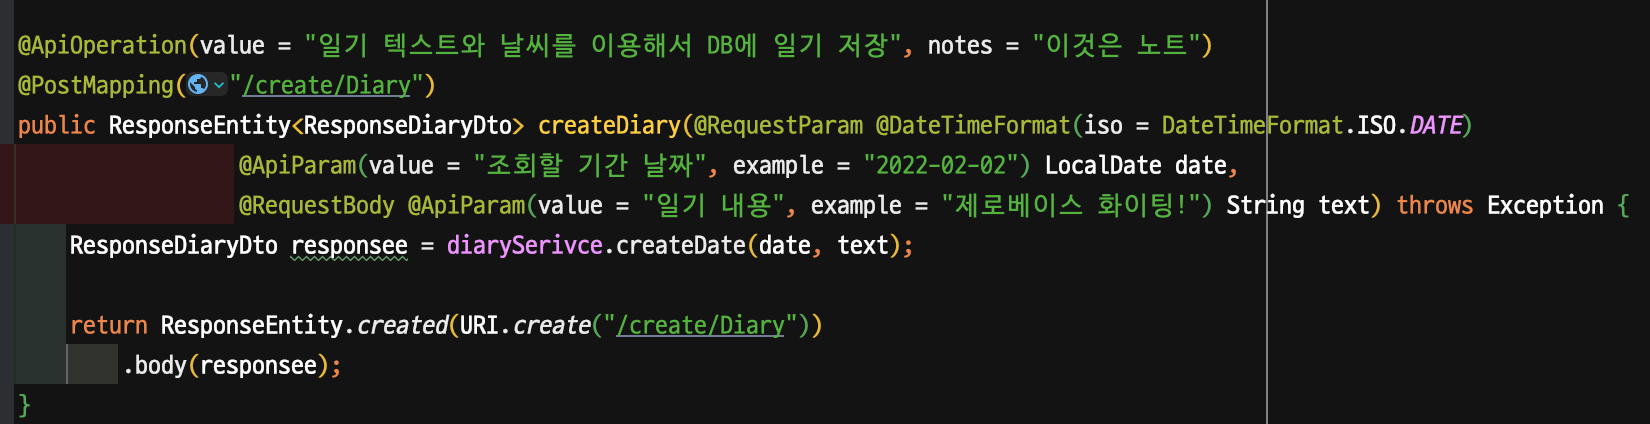 @ApiOperation(value = "일기 텍스트와 날씨를 이용해서 DB에 일기 저장", notes = "이것은 노트")
@PostMapping("/create/Diary")
public ResponseEntity<ResponseDiaryDto> createDiary(@RequestParam @DateTimeFormat(iso = DateTimeFormat.ISO.DATE)
@ApiParam(value = "조회할 기간 날짜", example = "2022-02-02") LocalDate date,
@RequestBody @ApiParam(value = "일기 내용", example = "제로베이스 화이팅!") String text) throws Exception {
ResponseDiaryDto responsee = diarySerivce.createDate(date, text);
return ResponseEntity.created(URI.create("/create/Diary"))
.body(responsee);
}